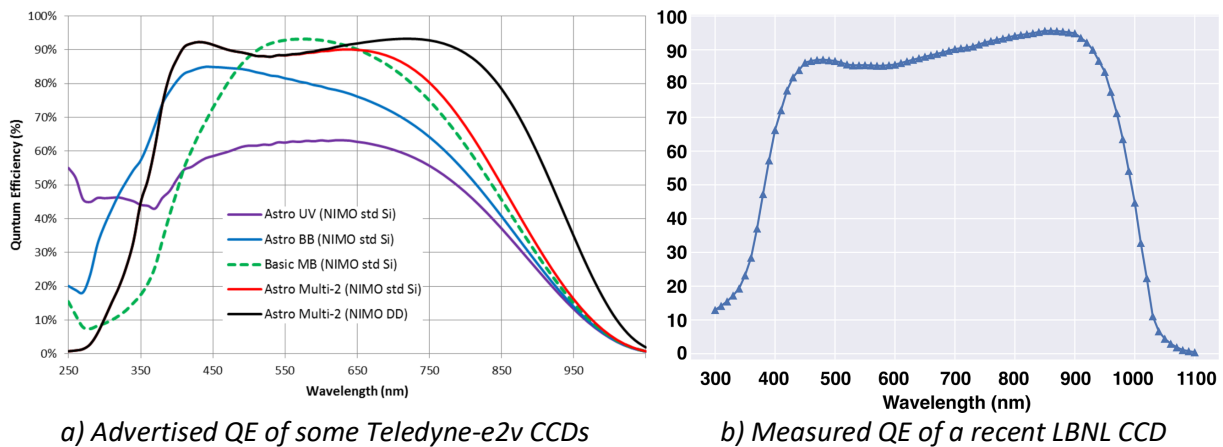 100%
90%
80%
70%
60%
50%
40%
30%
20%
10%
0%
Quntum Efficiency (%)
Astro UV (NIMO std Si)
Astro BB (NIMO std Si)
Basic MB (NIMO std Si)
Astro Multi-2 (NIMO std Si)
Astro Multi-2 (NIMO DD)
250 350 450 550 650 750 850 950
Wavelength (nm)
a) Advertised QE of some Teledyne-e2v CCDs
100
90
80
70
60
50
40
30
20
10
0
300 400 500 600 700 800 900 1000 1100
Wavelength (nm)
b) Measured QE of a recent LBNL CCD